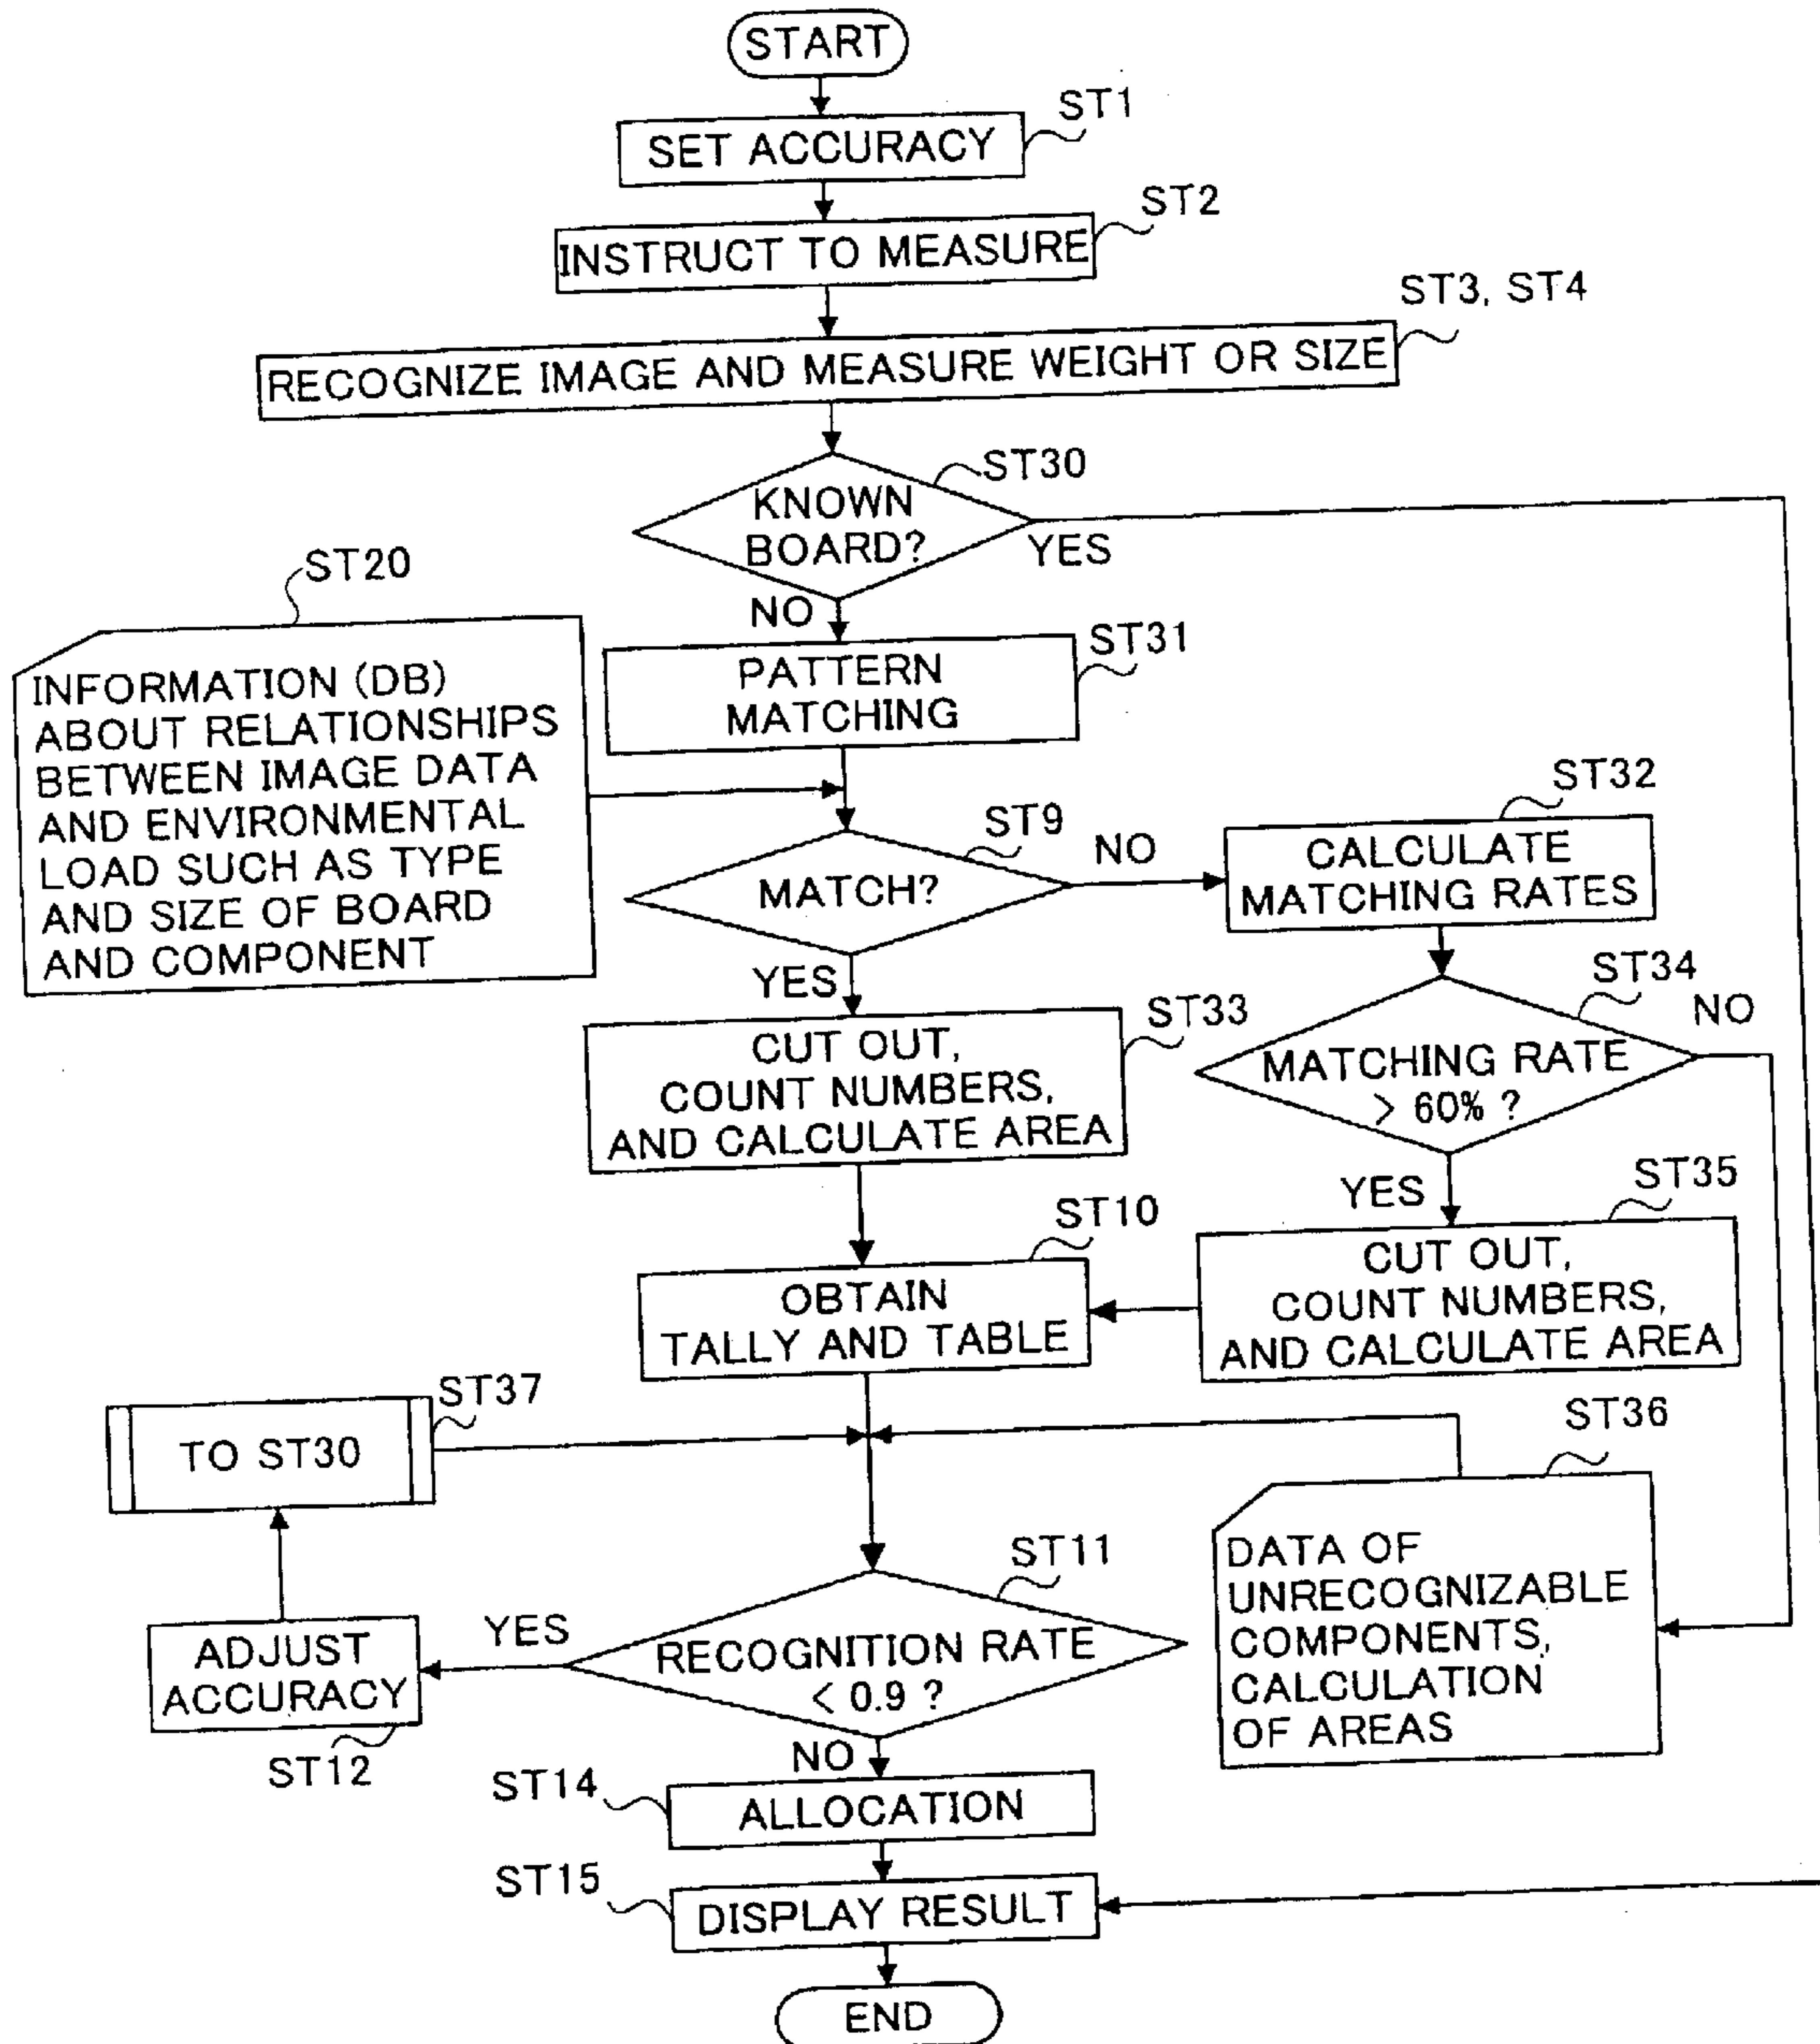 START
ST1
SET ACCURACY
ST2
INSTRUCT TO MEASURE
ST3, ST4
RECOGNIZE IMAGE AND MEASURE WEIGHT OR SIZE
ST30
KNOWN
BOARD?
YES
NO
ST20
INFORMATION (DB)
ABOUT RELATIONSHIPS
BETWEEN IMAGE DATA
AND ENVIRONMENTAL
LOAD SUCH AS TYPE
AND SIZE OF BOARD
AND COMPONENT
ST31
PATTERN
MATCHING
ST9
MATCH?
NO
YES
ST32
CALCULATE
MATCHING RATES
ST34
NO
MATCHING RATE
> 60% ?
YES
ST33
CUT OUT,
COUNT NUMBERS,
AND CALCULATE AREA
ST35
CUT OUT,
COUNT NUMBERS,
AND CALCULATE AREA
ST10
OBTAIN
TALLY AND TABLE
ST37
TO ST30
ST36
DATA OF
UNRECOGNIZABLE
COMPONENTS,
CALCULATION
OF AREAS
ST11
RECOGNITION RATE
< 0.9 ?
YES
ADJUST
ACCURACY
ST12
NO
ST14
ALLOCATION
ST15
DISPLAY RESULT
END